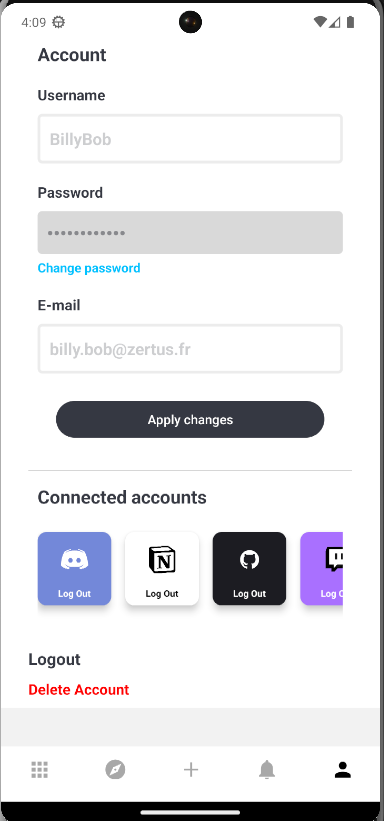 4:09
Account
Username
BillyBob
Password
••••••••••••
Change password
E-mail
billy.bob@zertus.fr
Apply changes
Connected accounts
N
Log Out Log Out Log Out Log O
Logout
Delete Account